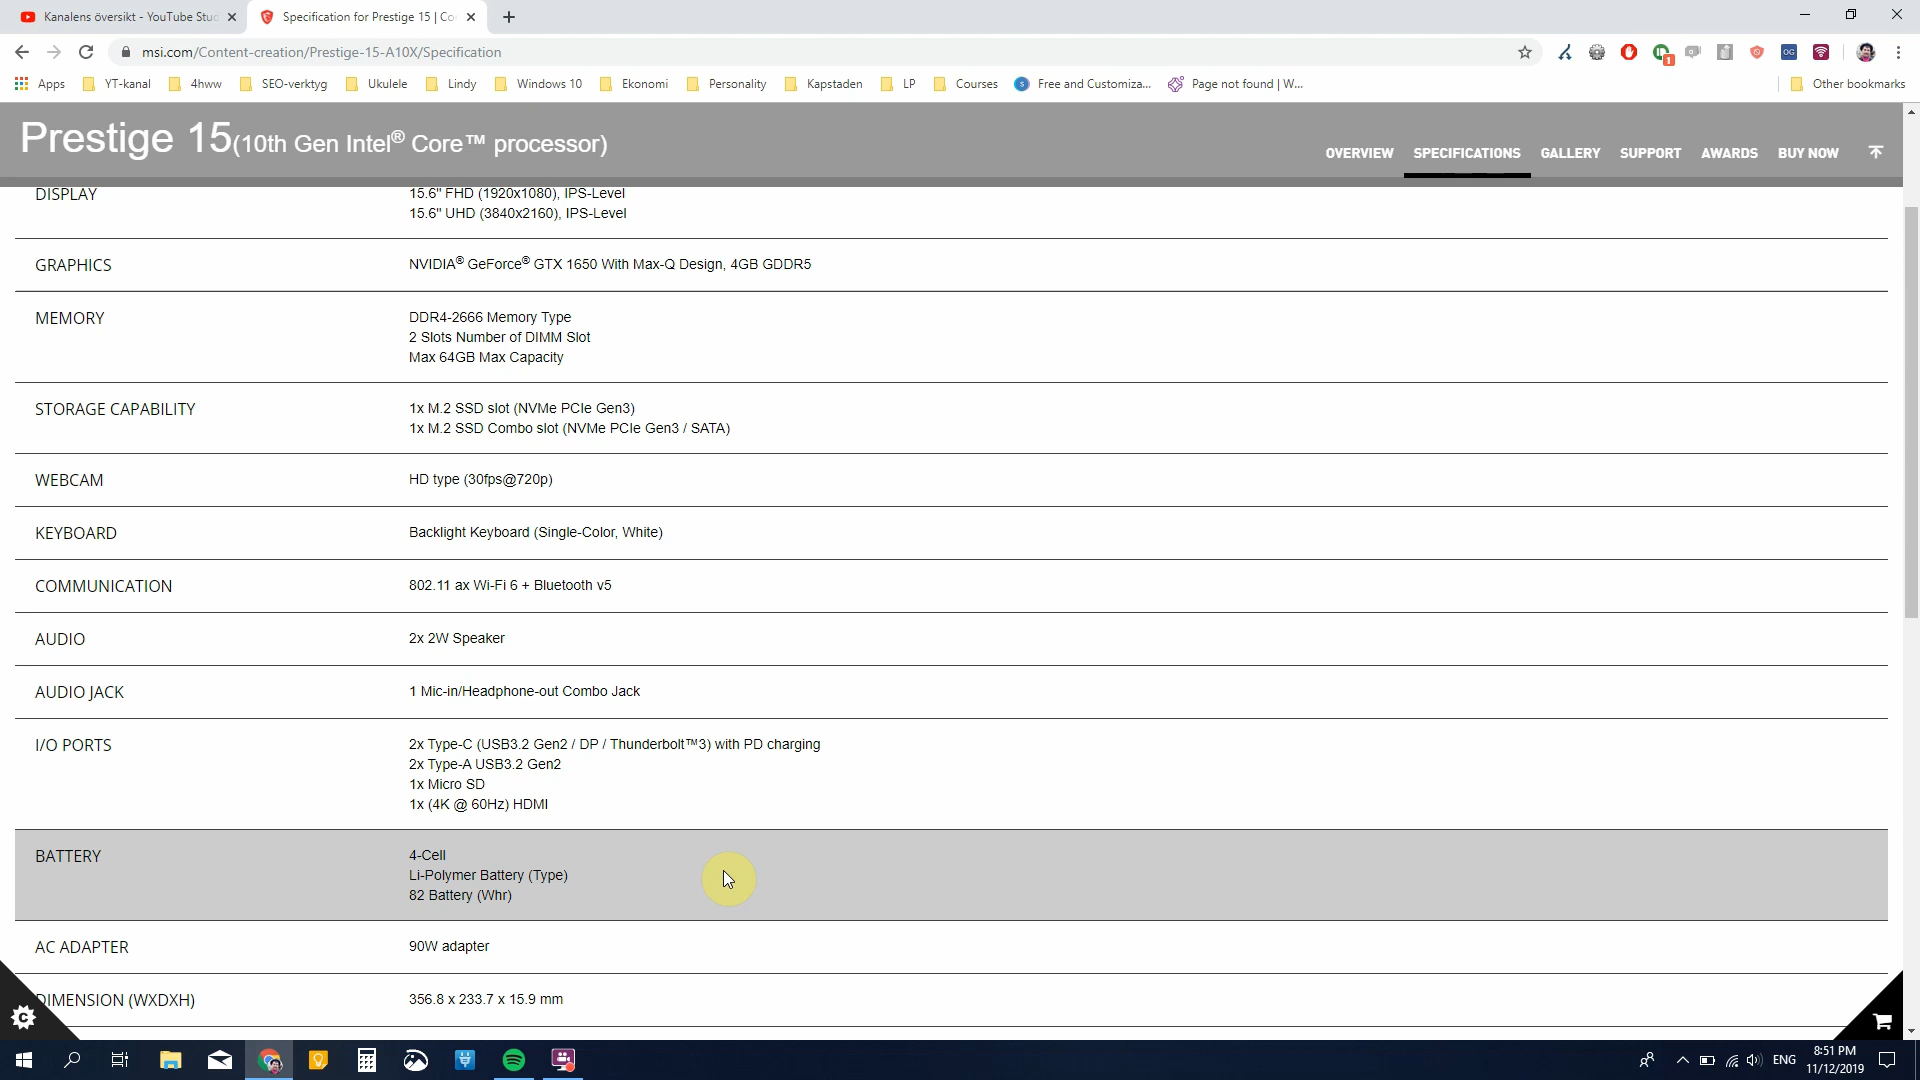 Kanalens översikt - YouTube Stu
Specification for Prestige 15 | Co
msi.com/Content-creation/Prestige-15-A10X/Specification
Apps
YT-kanal
4hww
SEO-verktyg
Ukulele
Lindy
Windows 10
Ekonomi
Personality
Kapstaden
LP
Courses
Free and Customiza...
Page not found | W...
Other bookmarks
Prestige 15(10th Gen Intel® Core™ processor)
OVERVIEW
SPECIFICATIONS
GALLERY
SUPPORT
AWARDS
BUY NOW
DISPLAY
15.6" FHD (1920x1080), IPS-Level
15.6" UHD (3840x2160), IPS-Level
GRAPHICS
NVIDIA® GeForce® GTX 1650 With Max-Q Design, 4GB GDDR5
MEMORY
DDR4-2666 Memory Type
2 Slots Number of DIMM Slot
Max 64GB Max Capacity
STORAGE CAPABILITY
1x M.2 SSD slot (NVMe PCIe Gen3)
1x M.2 SSD Combo slot (NVMe PCIe Gen3 / SATA)
WEBCAM
HD type (30fps@720p)
KEYBOARD
Backlight Keyboard (Single-Color, White)
COMMUNICATION
802.11 ax Wi-Fi 6 + Bluetooth v5
AUDIO
2x 2W Speaker
AUDIO JACK
1 Mic-in/Headphone-out Combo Jack
I/O PORTS
2x Type-C (USB3.2 Gen2 / DP / Thunderbolt™3) with PD charging
2x Type-A USB3.2 Gen2
1x Micro SD
1x (4K @ 60Hz) HDMI
BATTERY
4-Cell
Li-Polymer Battery (Type)
82 Battery (Whr)
AC ADAPTER
90W adapter
DIMENSION (WXDXH)
356.8 x 233.7 x 15.9 mm
ENG
8:51 PM
11/12/2019